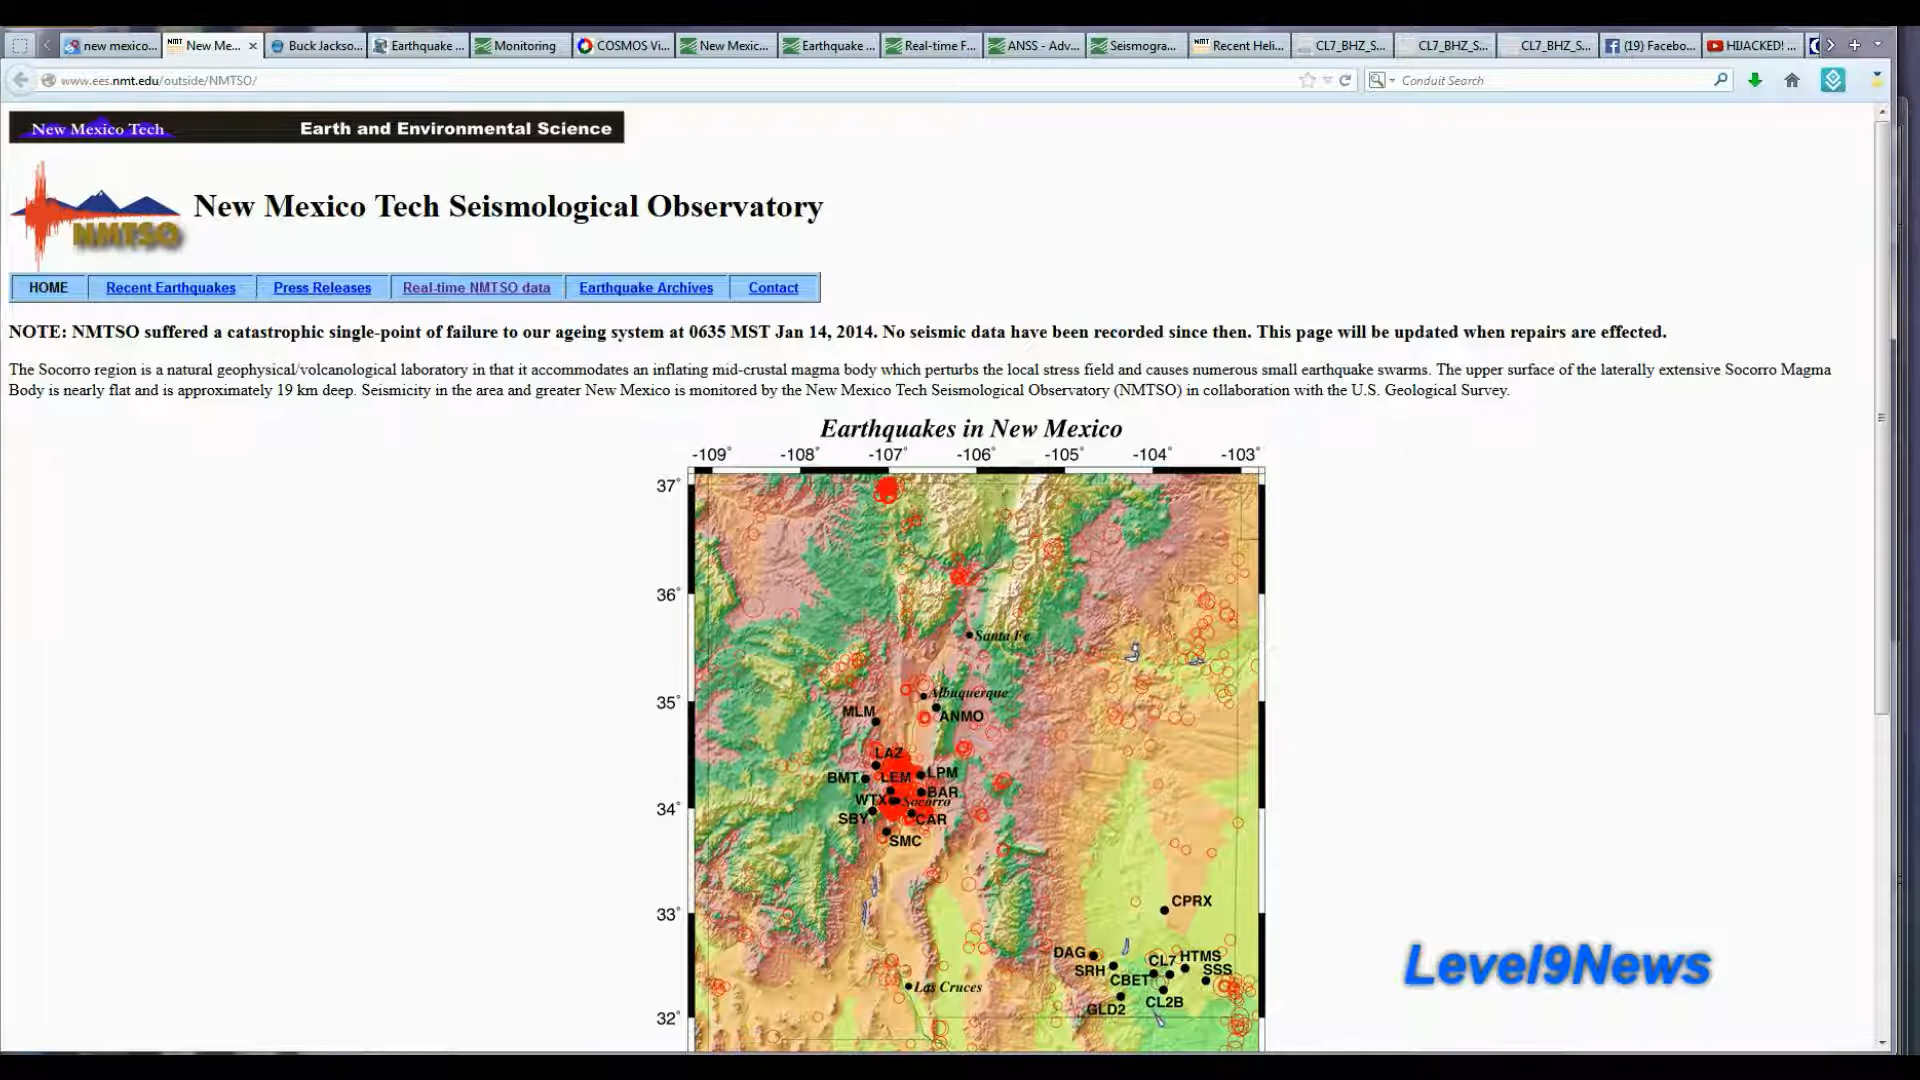 new mexico...
New Me...
Buck Jackso...
Earthquake ...
Monitoring
COSMOS Vi...
New Mexic...
Earthquake ...
Real-time F...
ANSS - Adv...
Seismogra...
Recent Heli...
CL7_BHZ_S...
CL7_BHZ_S...
CL7_BHZ_S...
(19) Facebo...
HIJACKED! ...
www.ees.nmt.edu/outside/NMTSO/
Conduit Search
New Mexico Tech Earth and Environmental Science
NMTSO
New Mexico Tech Seismological Observatory
HOME Recent Earthquakes Press Releases Real-time NMTSO data Earthquake Archives Contact
NOTE: NMTSO suffered a catastrophic single-point of failure to our ageing system at 0635 MST Jan 14, 2014. No seismic data have been recorded since then. This page will be updated when repairs are effected.
The Socorro region is a natural geophysical/volcanological laboratory in that it accommodates an inflating mid-crustal magma body which perturbs the local stress field and causes numerous small earthquake swarms. The upper surface of the laterally extensive Socorro Magma
Body is nearly flat and is approximately 19 km deep. Seismicity in the area and greater New Mexico is monitored by the New Mexico Tech Seismological Observatory (NMTSO) in collaboration with the U.S. Geological Survey.
Earthquakes in New Mexico
-109° -108° -107° -106° -105° -104° -103°
37°
36°
Santa Fe
35°
Albuquerque
MLM
ANMO
LAZ
BMT LEM LPM
BAR
WTX Socorro
34°
SBY CAR
SMC
33°
CPRX
DAG
CL7 HTMS
SRH CBET SSS
Las Cruces
GLD2 CL2B
32°
Level9News